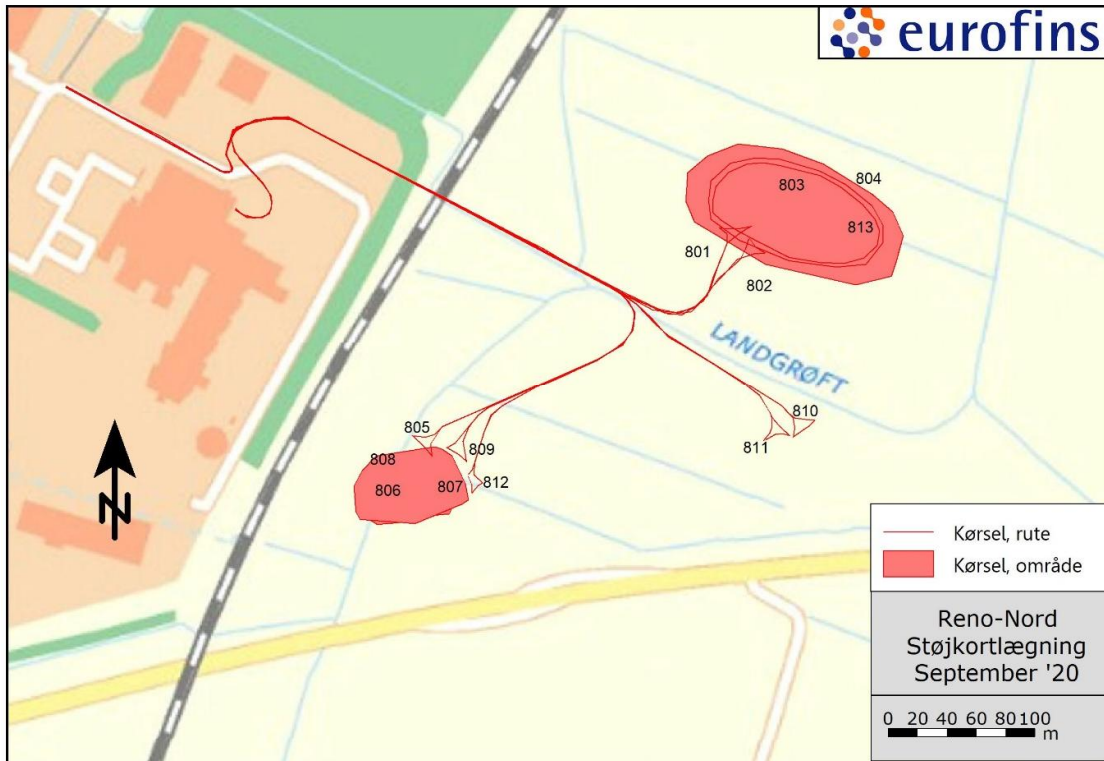 eurofins
803
804
813
801
802
LANDGRØFT
805
810
809
811
808
806
807
812
N
Kørsel, rute
Kørsel, område
Reno-Nord
Støjkortlægning
September '20
0 20 40 60 80 100
m